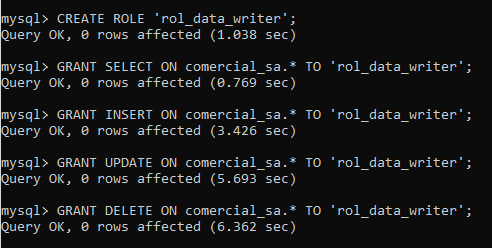 mysql> CREATE ROLE 'rol_data_writer';
Query OK, 0 rows affected (1.038 sec)
mysql> GRANT SELECT ON comercial_sa.* TO 'rol_data_writer';
Query OK, 0 rows affected (0.769 sec)
mysql> GRANT INSERT ON comercial_sa.* TO 'rol_data_writer';
Query OK, 0 rows affected (3.426 sec)
mysql> GRANT UPDATE ON comercial_sa.* TO 'rol_data_writer';
Query OK, 0 rows affected (5.693 sec)
mysql> GRANT DELETE ON comercial_sa.* TO 'rol_data_writer';
Query OK, 0 rows affected (6.362 sec)